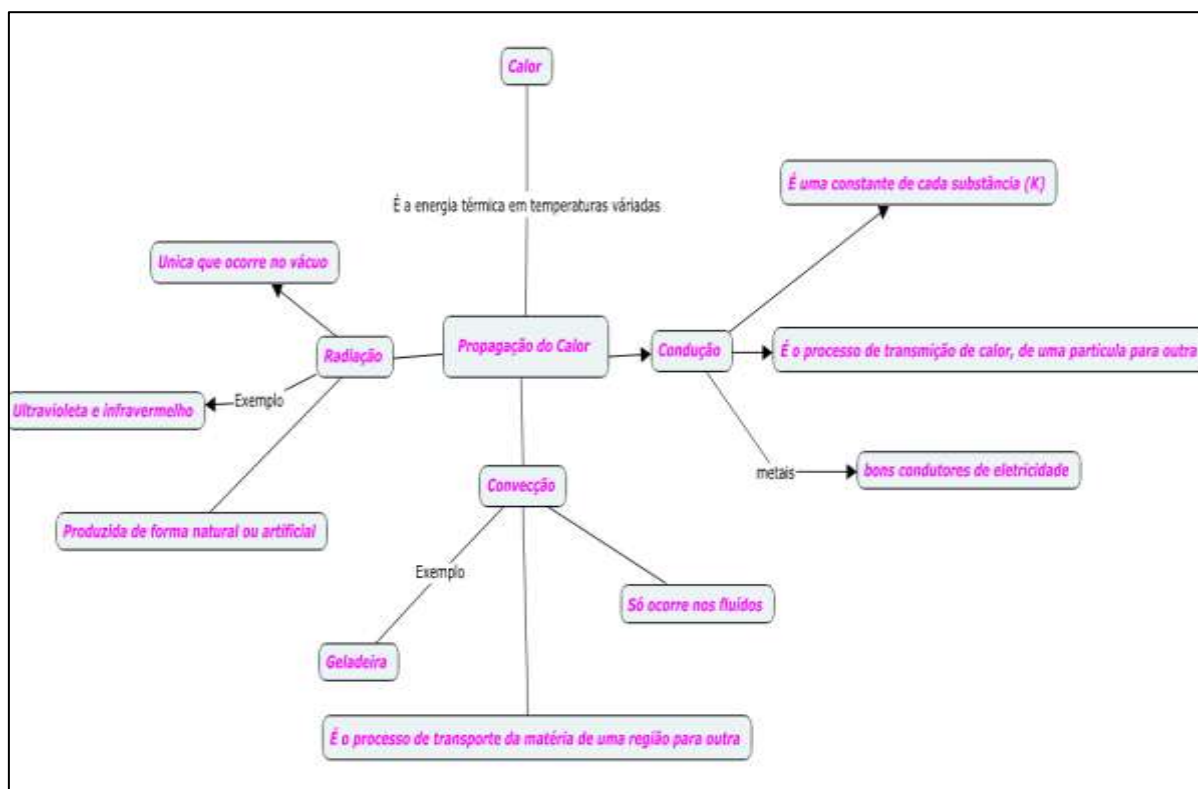 Calor
É a energia térmica em temperaturas váriadas
É uma constante de cada substância (K)
Unica que ocorre no vácuo
Propagação do Calor
Radiação
Condução
É o processo de transmição de calor, de uma particula para outra
Exemplo
Ultravioleta e infravermelho
metais
bons condutores de eletricidade
Convecção
Produzida de forma natural ou artificial
Exemplo
Só ocorre nos fluídos
Geladeira
É o processo de transporte da matéria de uma região para outra